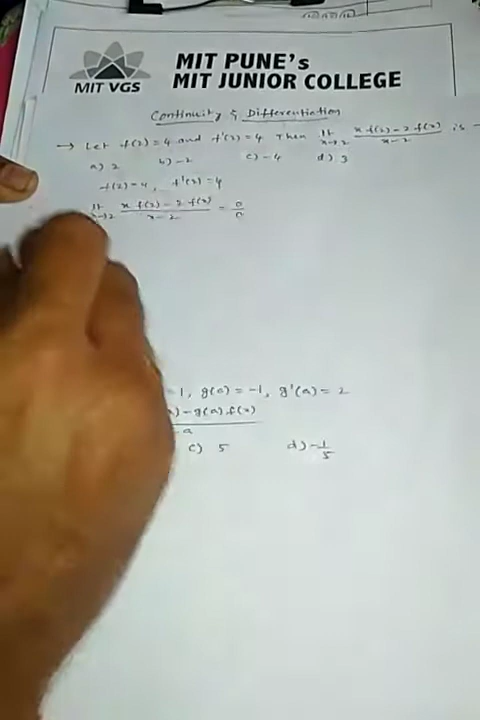 MIT VGS
MIT PUNE's
MIT JUNIOR COLLEGE
Continuity & Differentiation
→ Let f(2) = 4 and f'(2) = 4 Then lt x→2 x f(2) - 2 f(x) / x - 2 is -
a) 2 b) -2 c) -4 d) 3
f(2) = 4, f'(2) = 4
lt x→2 x f(2) - 2 f(x) / x - 2 = 0/0
= 1, g(a) = -1, g'(a) = 2
) - g(a).f(x)
- a
c) 5 d) -1/5